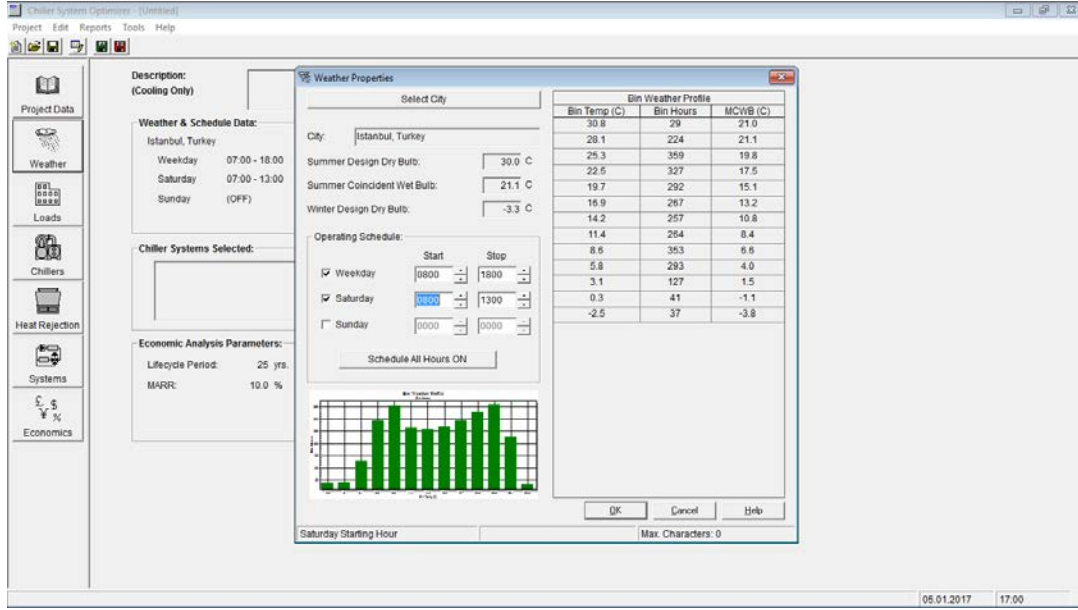 Chiller System Optimizer - [Untitled]
Project Edit Reports Tools Help
Project Data
Weather
Loads
Chillers
Heat Rejection
Systems
Economics
Description:
(Cooling Only)
Weather & Schedule Data:
Istanbul, Turkey
Weekday 07:00 - 18:00
Saturday 07:00 - 13:00
Sunday (OFF)
Chiller Systems Selected:
Economic Analysis Parameters:
Lifecycle Period: 25 yrs.
MARR: 10.0 %
Weather Properties
Select City
City: Istanbul, Turkey
Summer Design Dry Bulb: 30.0 C
Summer Coincident Wet Bulb: 21.1 C
Winter Design Dry Bulb: -3.3 C
Operating Schedule:
Start Stop
Weekday 0800 1800
Saturday 0800 1300
Sunday 0000 0000
Schedule All Hours ON
Bin Weather Profile
Bin Temp (C) Bin Hours MCWB (C)
30.8 29 21.0
28.1 224 21.1
25.3 359 19.8
22.5 327 17.5
19.7 292 15.1
16.9 267 13.2
14.2 257 10.8
11.4 264 8.4
8.6 353 6.6
5.8 293 4.0
3.1 127 1.5
0.3 41 -1.1
-2.5 37 -3.8
OK Cancel Help
Saturday Starting Hour Max. Characters: 0
05.01.2017 17:00